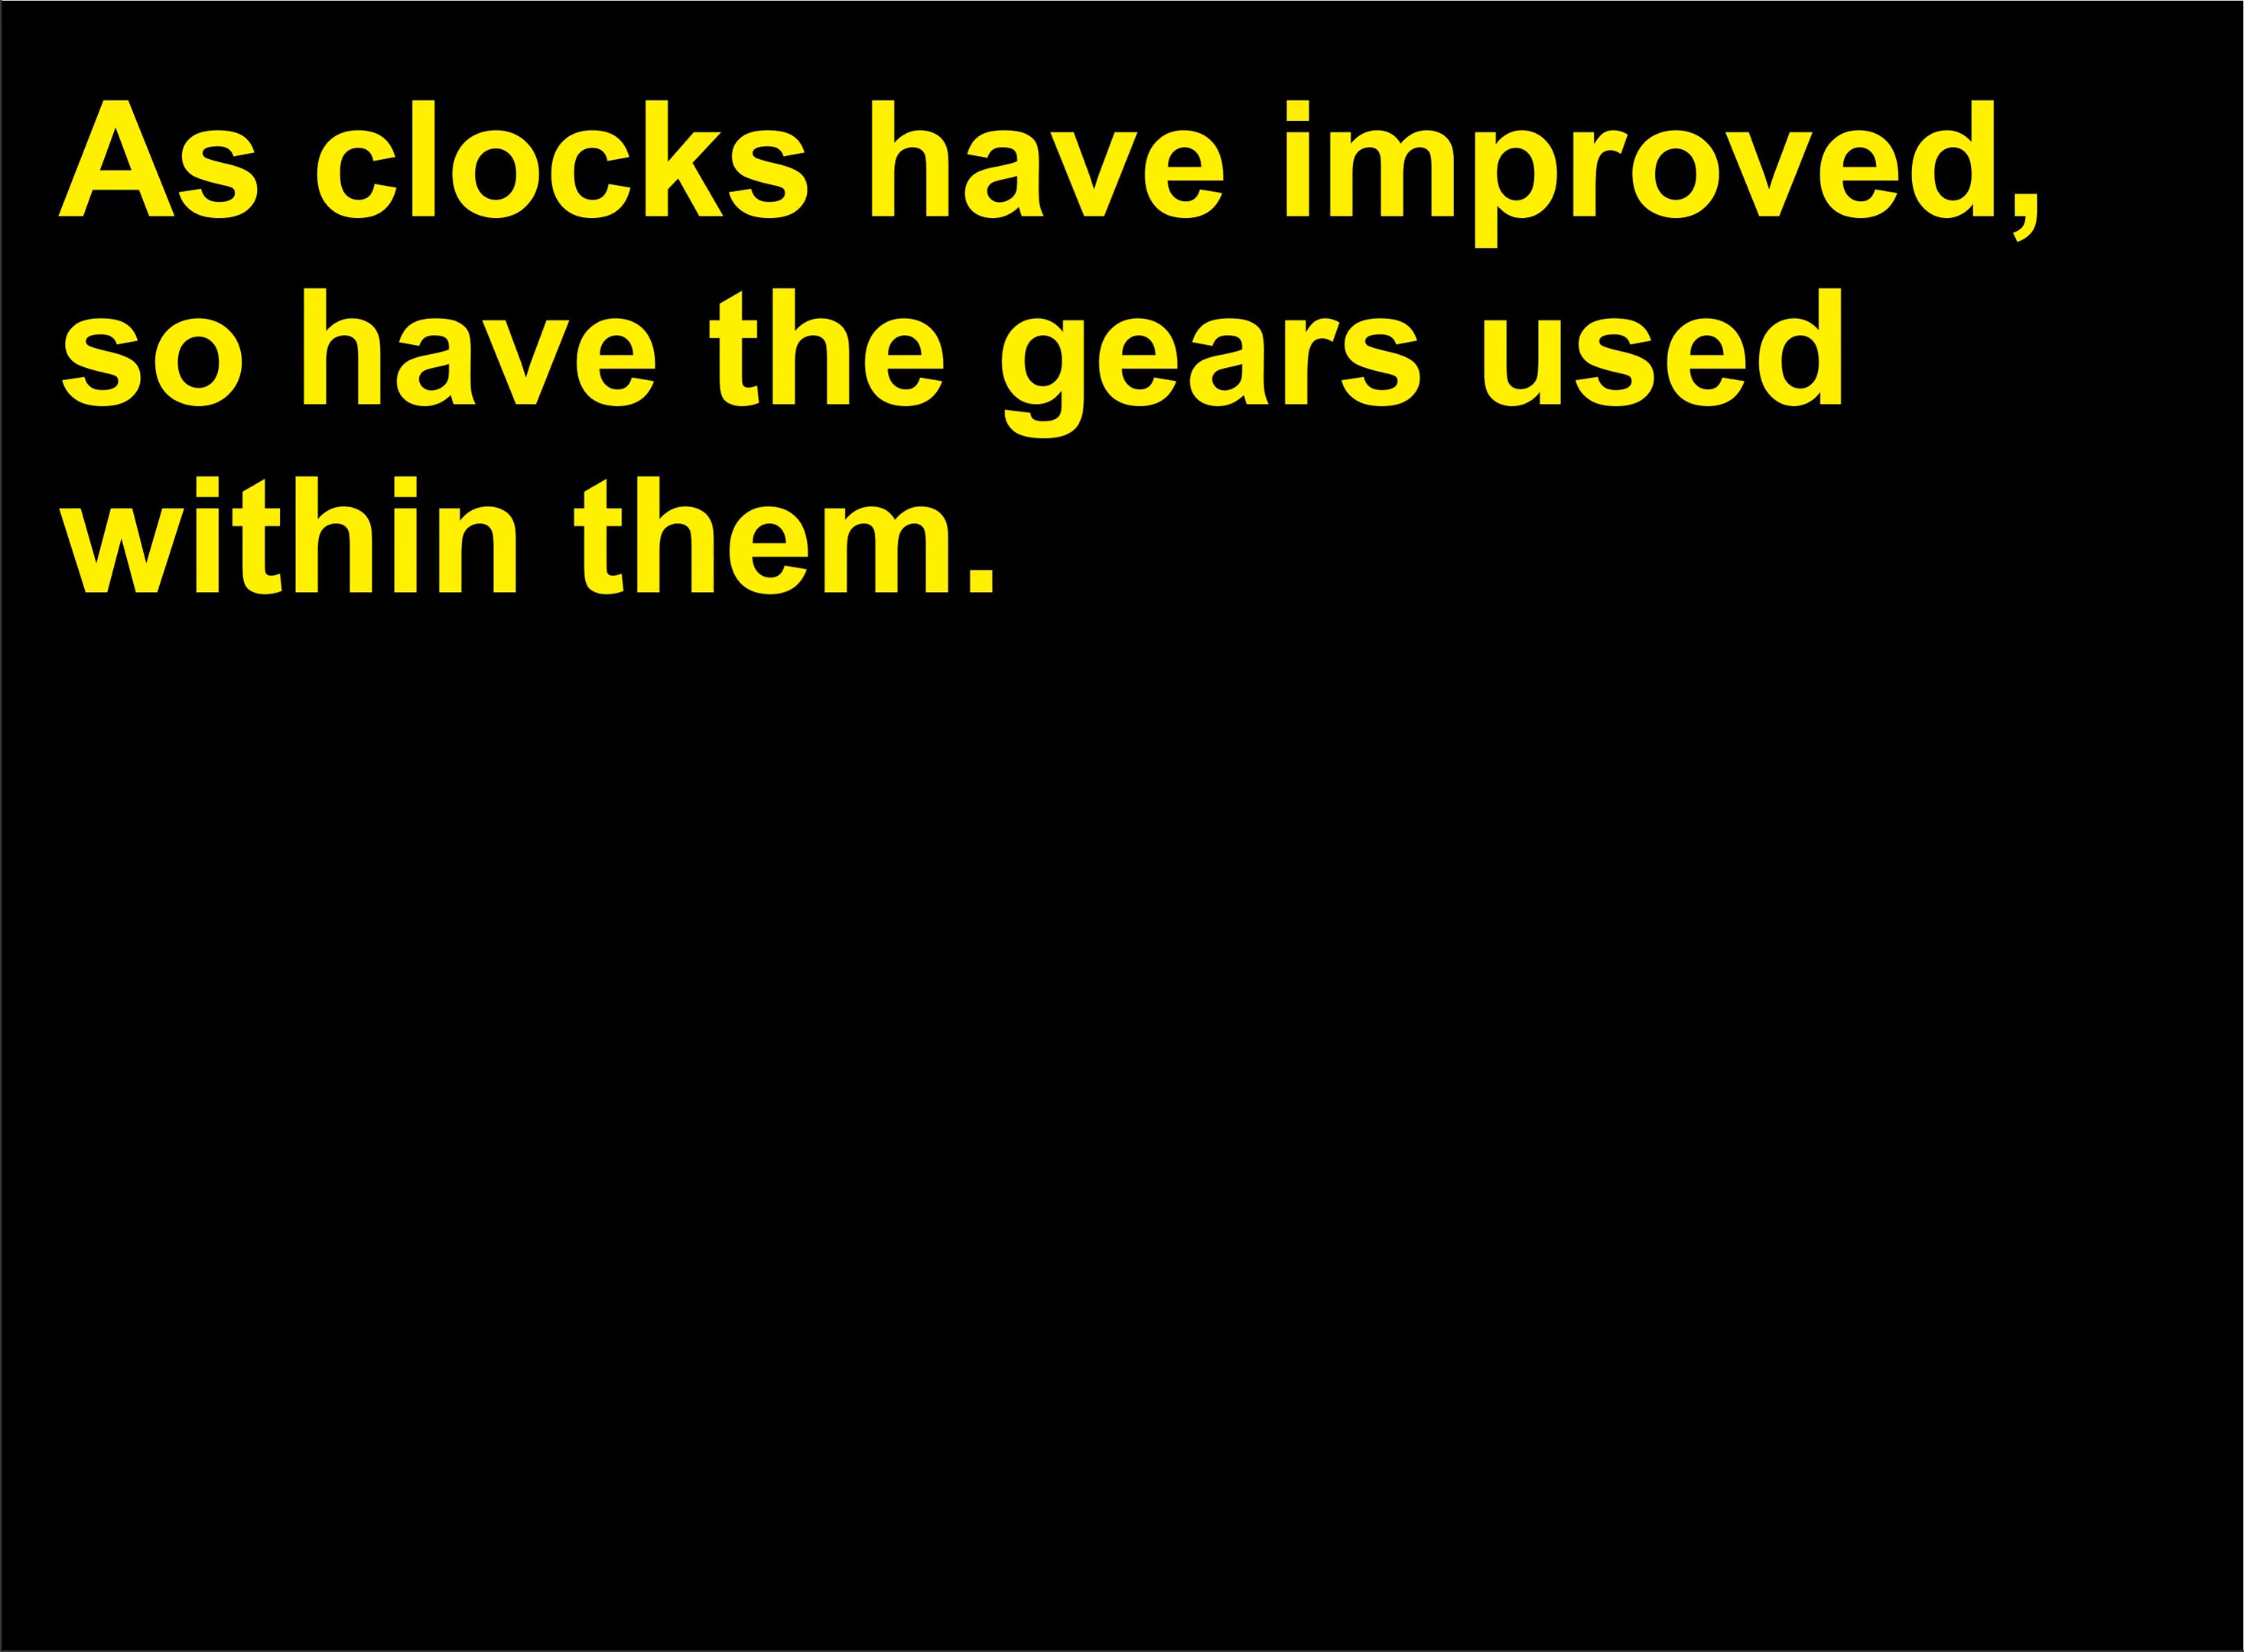 As clocks have improved,
so have the gears used
within them.